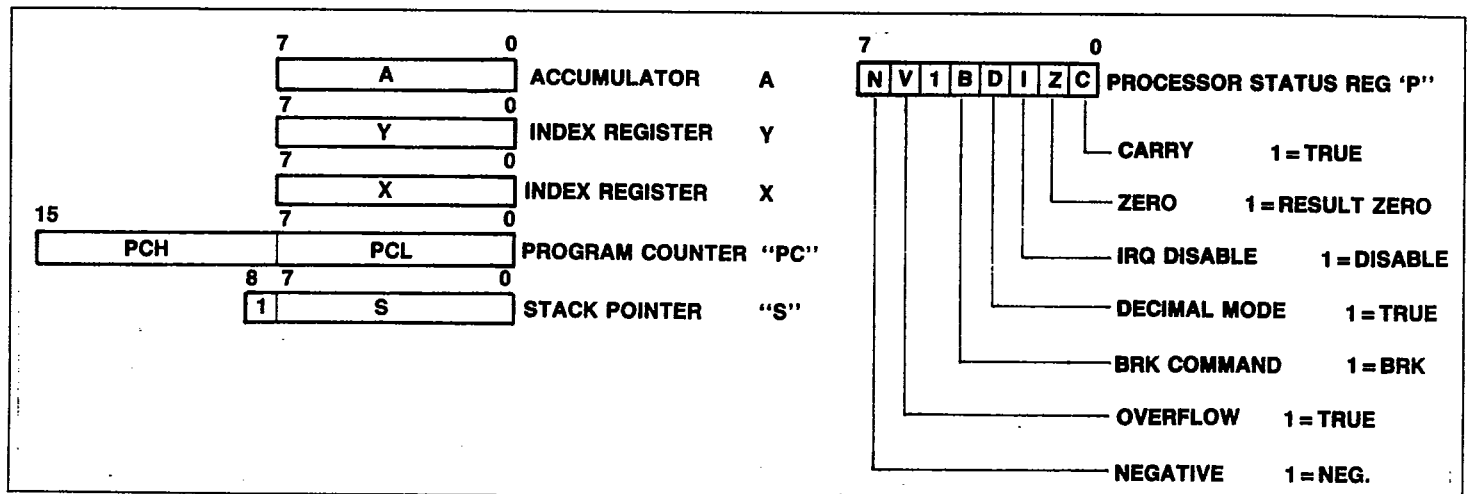 7 0
A ACCUMULATOR A
7 0
Y INDEX REGISTER Y
7 0
X INDEX REGISTER X
15 7 0
PCH PCL PROGRAM COUNTER “PC”
8 7 0
1 S STACK POINTER “S”
7 0
N V 1 B D I Z C PROCESSOR STATUS REG ‘P’’
CARRY 1 = TRUE
ZERO 1 = RESULT ZERO
IRQ DISABLE 1 = DISABLE
DECIMAL MODE 1 = TRUE
BRK COMMAND 1 = BRK
OVERFLOW 1 = TRUE
NEGATIVE 1 = NEG.